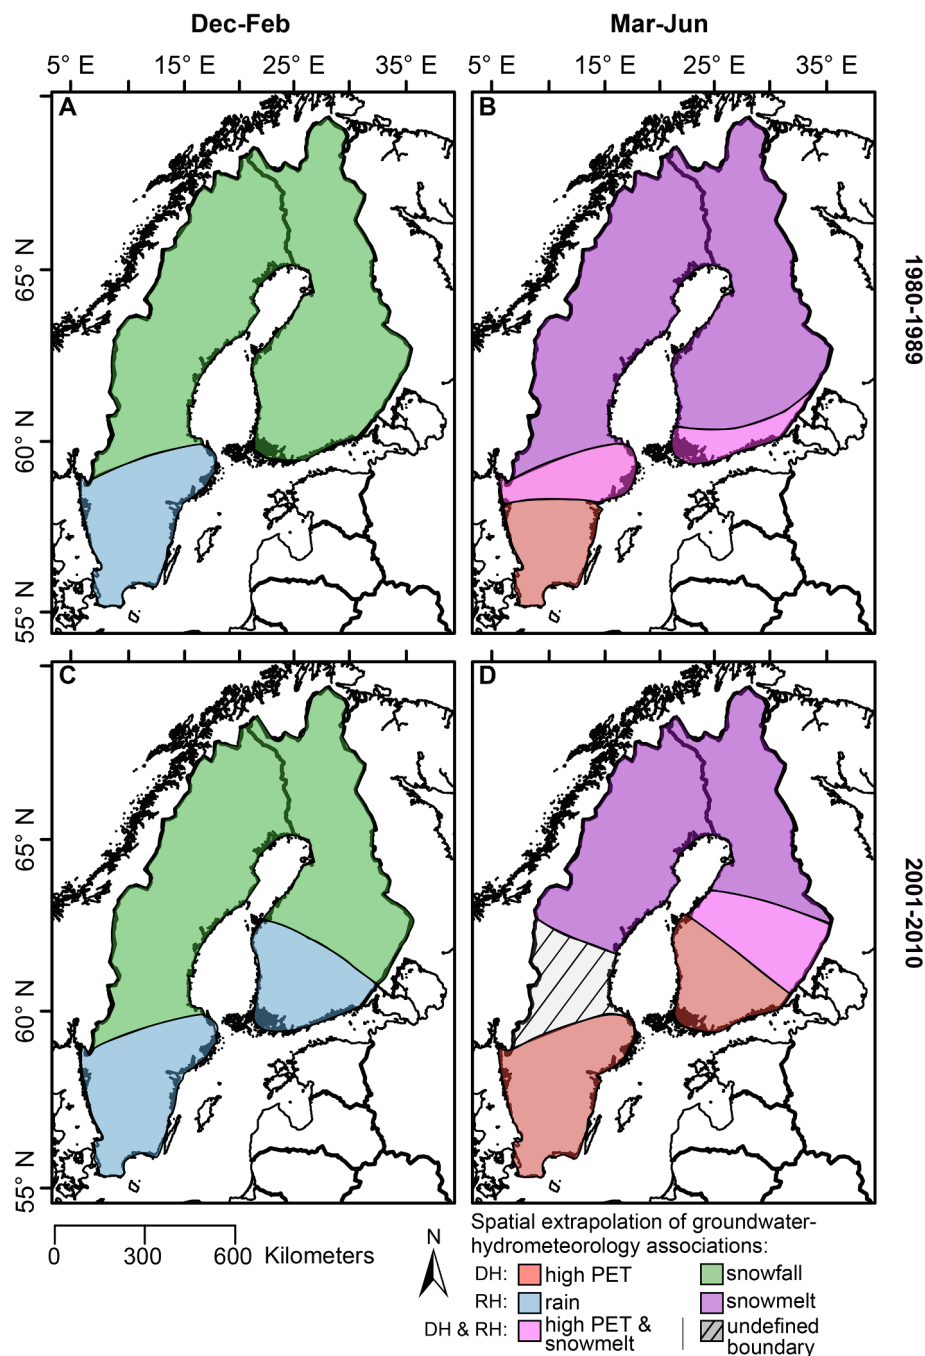 Dec-Feb Mar-Jun
5° E 15° E 25° E 35° E 5° E 15° E 25° E 35° E
A B
65° N
60° N
55° N
1980-1989
C D
65° N
60° N
55° N
2001-2010
0 300 600 Kilometers
N
Spatial extrapolation of groundwater-
hydrometeorology associations:
DH: high PET snowfall
RH: rain snowmelt
DH & RH: high PET &
snowmelt
undefined
boundary